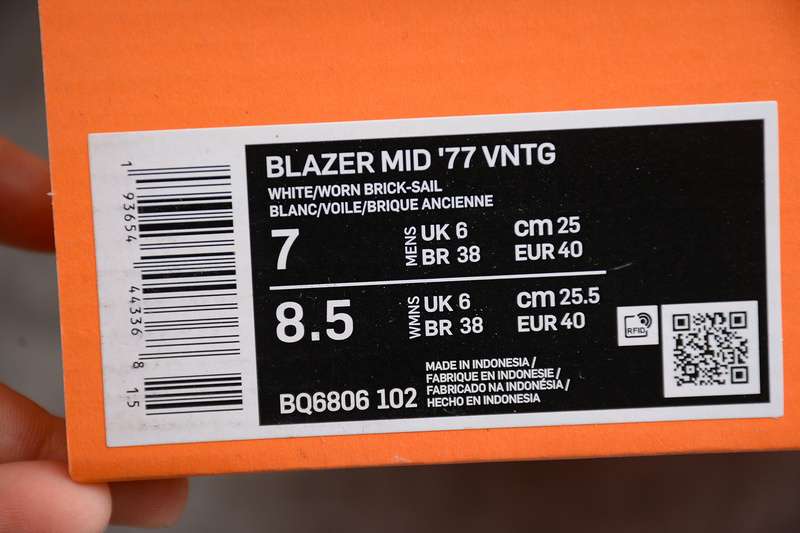 1 93654 44336 8 1.5
BLAZER MID '77 VNTG
WHITE/WORN BRICK-SAIL
BLANC/VOILE/BRIQUE ANCIENNE
7 MENS UK 6 cm 25
BR 38 EUR 40
8.5 WMNS UK 6 cm 25.5
BR 38 EUR 40
RFID
BQ6806 102
MADE IN INDONESIA /
FABRIQUE EN INDONESIE /
FABRICADO NA INDONÉSIA /
HECHO EN INDONESIA